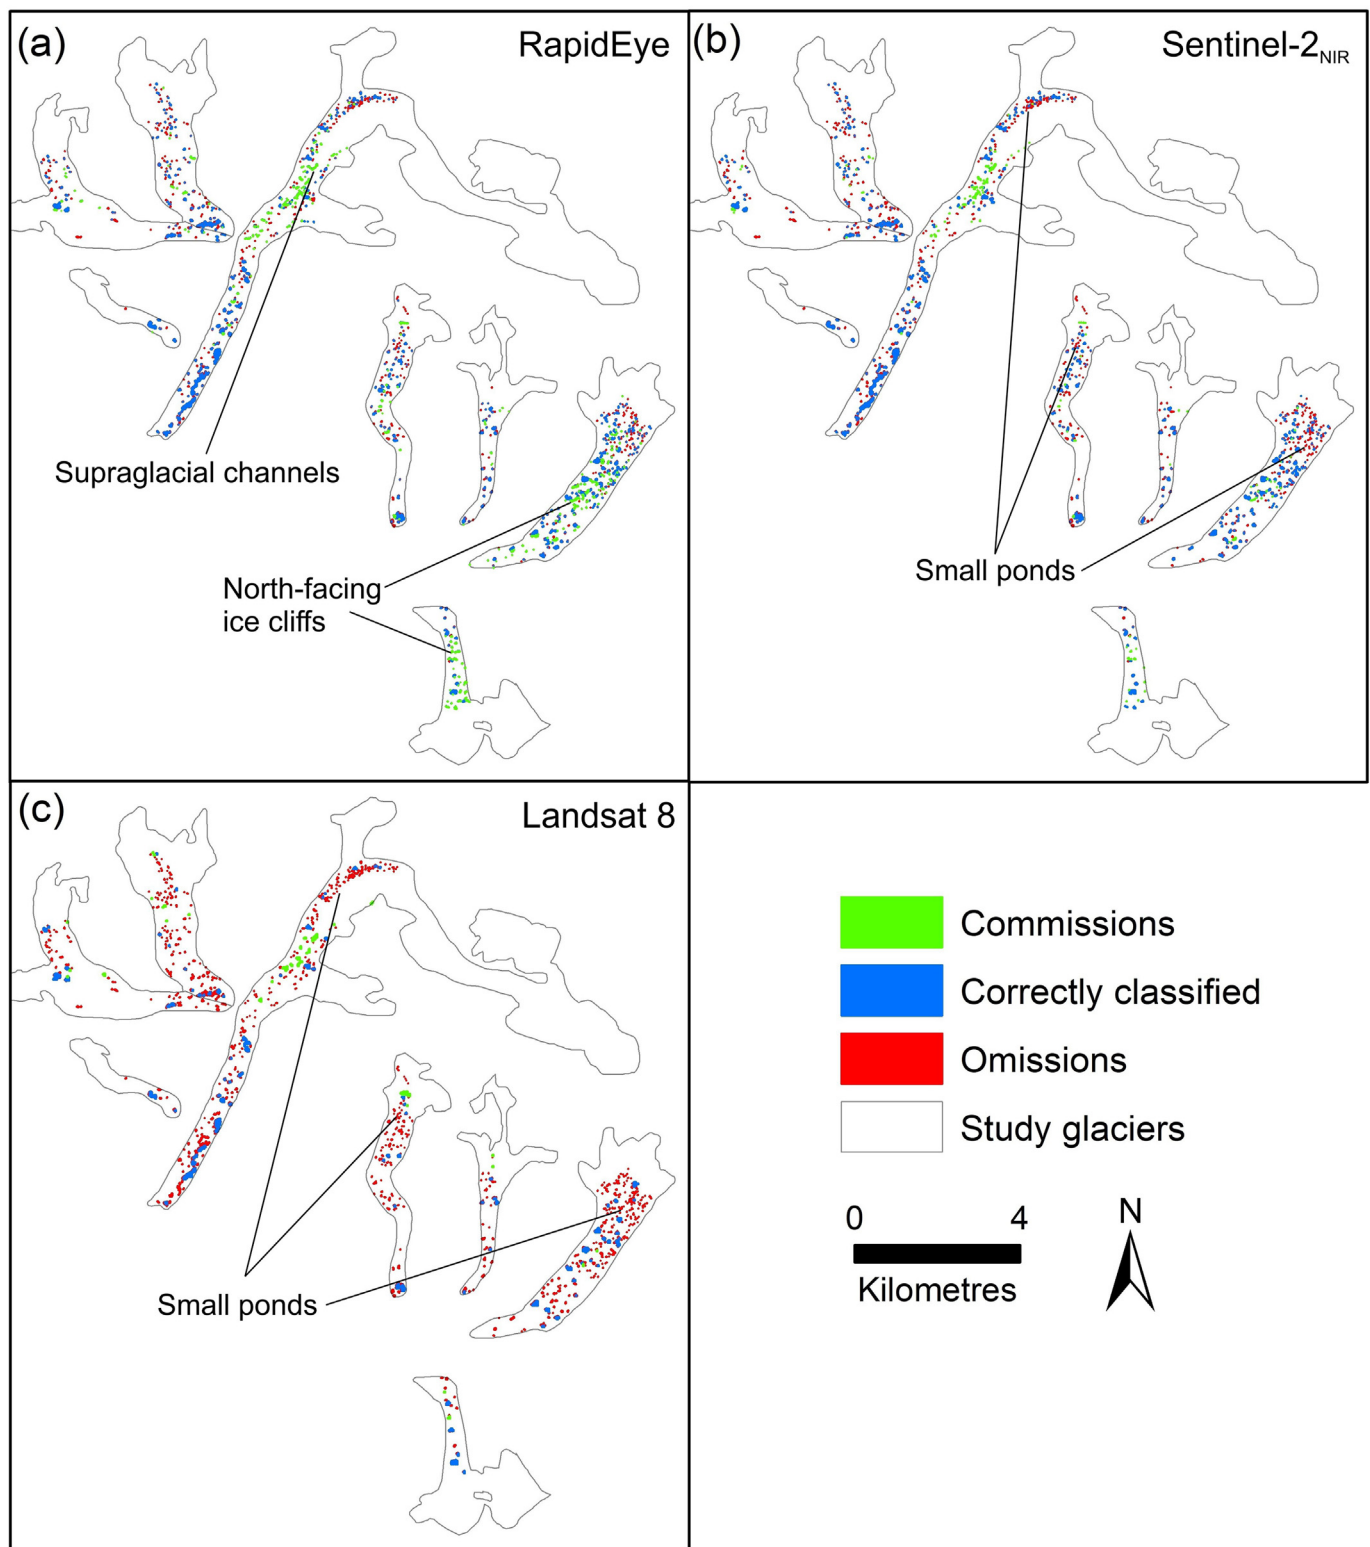 (a)
RapidEye
Supraglacial channels
North-facing
ice cliffs
(b)
Sentinel-2NIR
Small ponds
(c)
Landsat 8
Small ponds
Commissions
Correctly classified
Omissions
Study glaciers
0 4
Kilometres
N